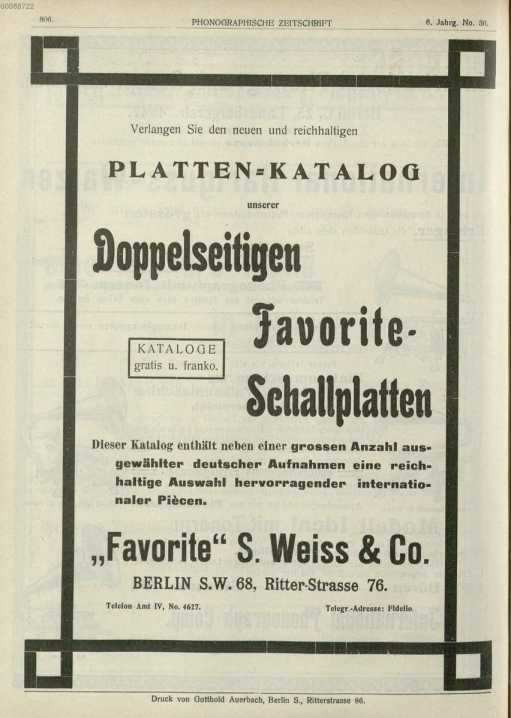 00088722
806.
PHONOGRAPHISCHE ZEITSCHRIFT
6. Jahrg. No. 36.
Verlangen Sie den neuen und reichhaltigen
PLATTEN=KATALOG
unserer
Doppelseitigen
Favorite-
KATALOGE
gratis u. franko.
Schallplatten
Dieser Katalog enthält neben einer grossen Anzahl aus-
gewählter deutscher Aufnahmen eine reich-
haltige Auswahl hervorragender internatio-
naler Piècen.
„Favorite“ S. Weiss & Co.
BERLIN S.W. 68, Ritter-Strasse 76.
Telefon Amt IV, No. 4627.
Telegr.-Adresse: Fidelio.
Druck von Gotthold Auerbach, Berlin S., Ritterstrasse 86.